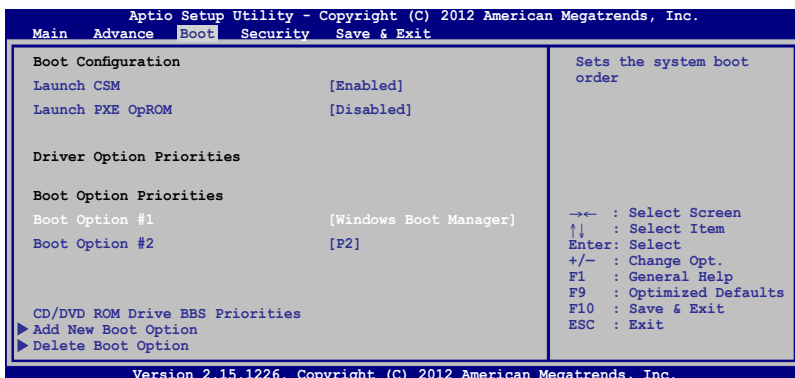 Aptio Setup Utility - Copyright (C) 2012 American Megatrends, Inc.
Main Advance Boot Security Save & Exit
Boot Configuration
Launch CSM [Enabled]
Launch PXE OpROM [Disabled]
Driver Option Priorities
Boot Option Priorities
Boot Option #1 [Windows Boot Manager]
Boot Option #2 [P2]
CD/DVD ROM Drive BBS Priorities
Add New Boot Option
Delete Boot Option
Sets the system boot
order
→← : Select Screen
↑↓ : Select Item
Enter: Select
+/— : Change Opt.
F1 : General Help
F9 : Optimized Defaults
F10 : Save & Exit
ESC : Exit
Version 2.15.1226. Copyright (C) 2012 American Megatrends, Inc.